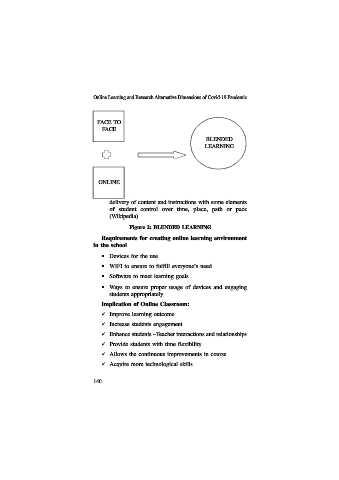 Online Learning and Research Alternative Dimensions of Covid-19 Pandemic
FACE TO
FACE
BLENDED
LEARNING
ONLINE
delivery of content and instructions with some elements
of student control over time, place, path or pace
(Wikipedia)
Figure 2: BLENDED LEARNING
Requirements for creating online learning environment
in the school
• Devices for the use
• WIFI to ensure to fulfill everyone's need
• Software to meet learning goals
• Ways to ensure proper usage of devices and engaging
students appropriately
Implication of Online Classroom:
✓ Improve learning outcome
✓ Increase students engagement
✓ Enhance students –Teacher interactions and relationships
✓ Provide students with time flexibility
✓ Allows the continuous improvements in course
✓ Acquire more technological skills
140